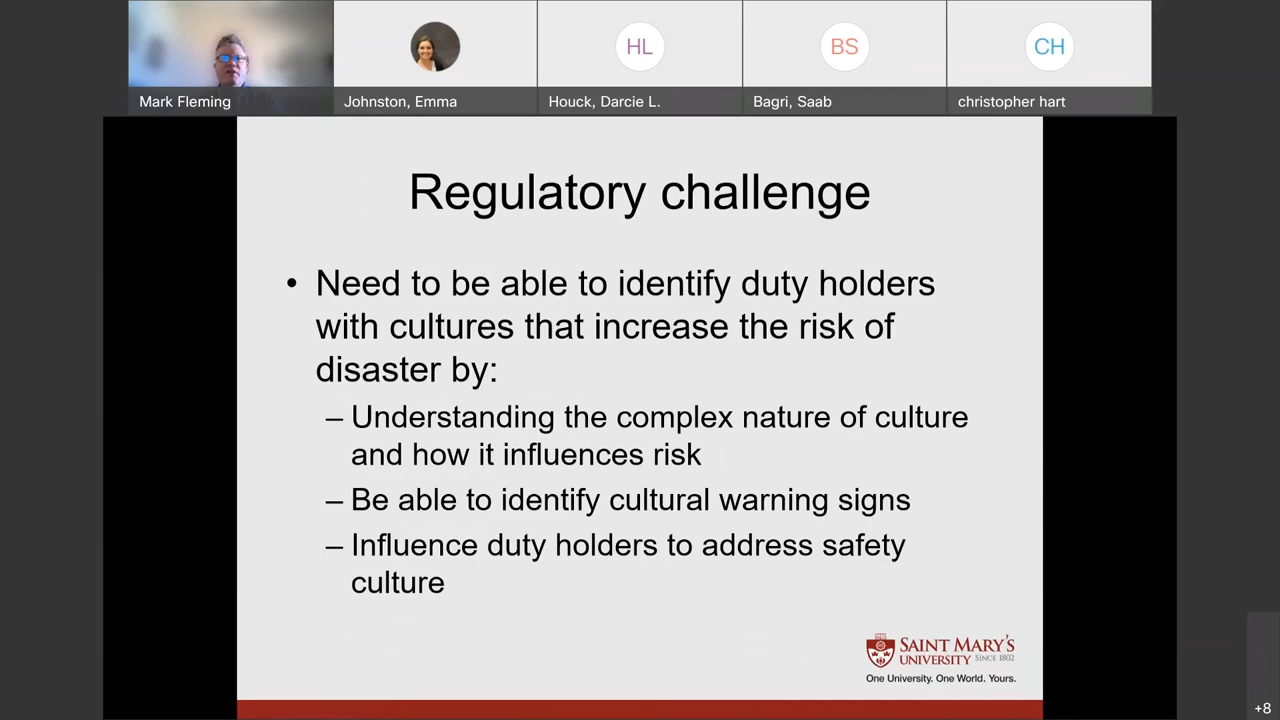 Mark Fleming
Johnston, Emma
HL
Houck, Darcie L.
BS
Bagri, Saab
CH
christopher hart
Regulatory challenge
• Need to be able to identify duty holders
with cultures that increase the risk of
disaster by:
– Understanding the complex nature of culture
and how it influences risk
– Be able to identify cultural warning signs
– Influence duty holders to address safety
culture
SAINT MARY'S
UNIVERSITY SINCE 1802
One University. One World. Yours.
+8